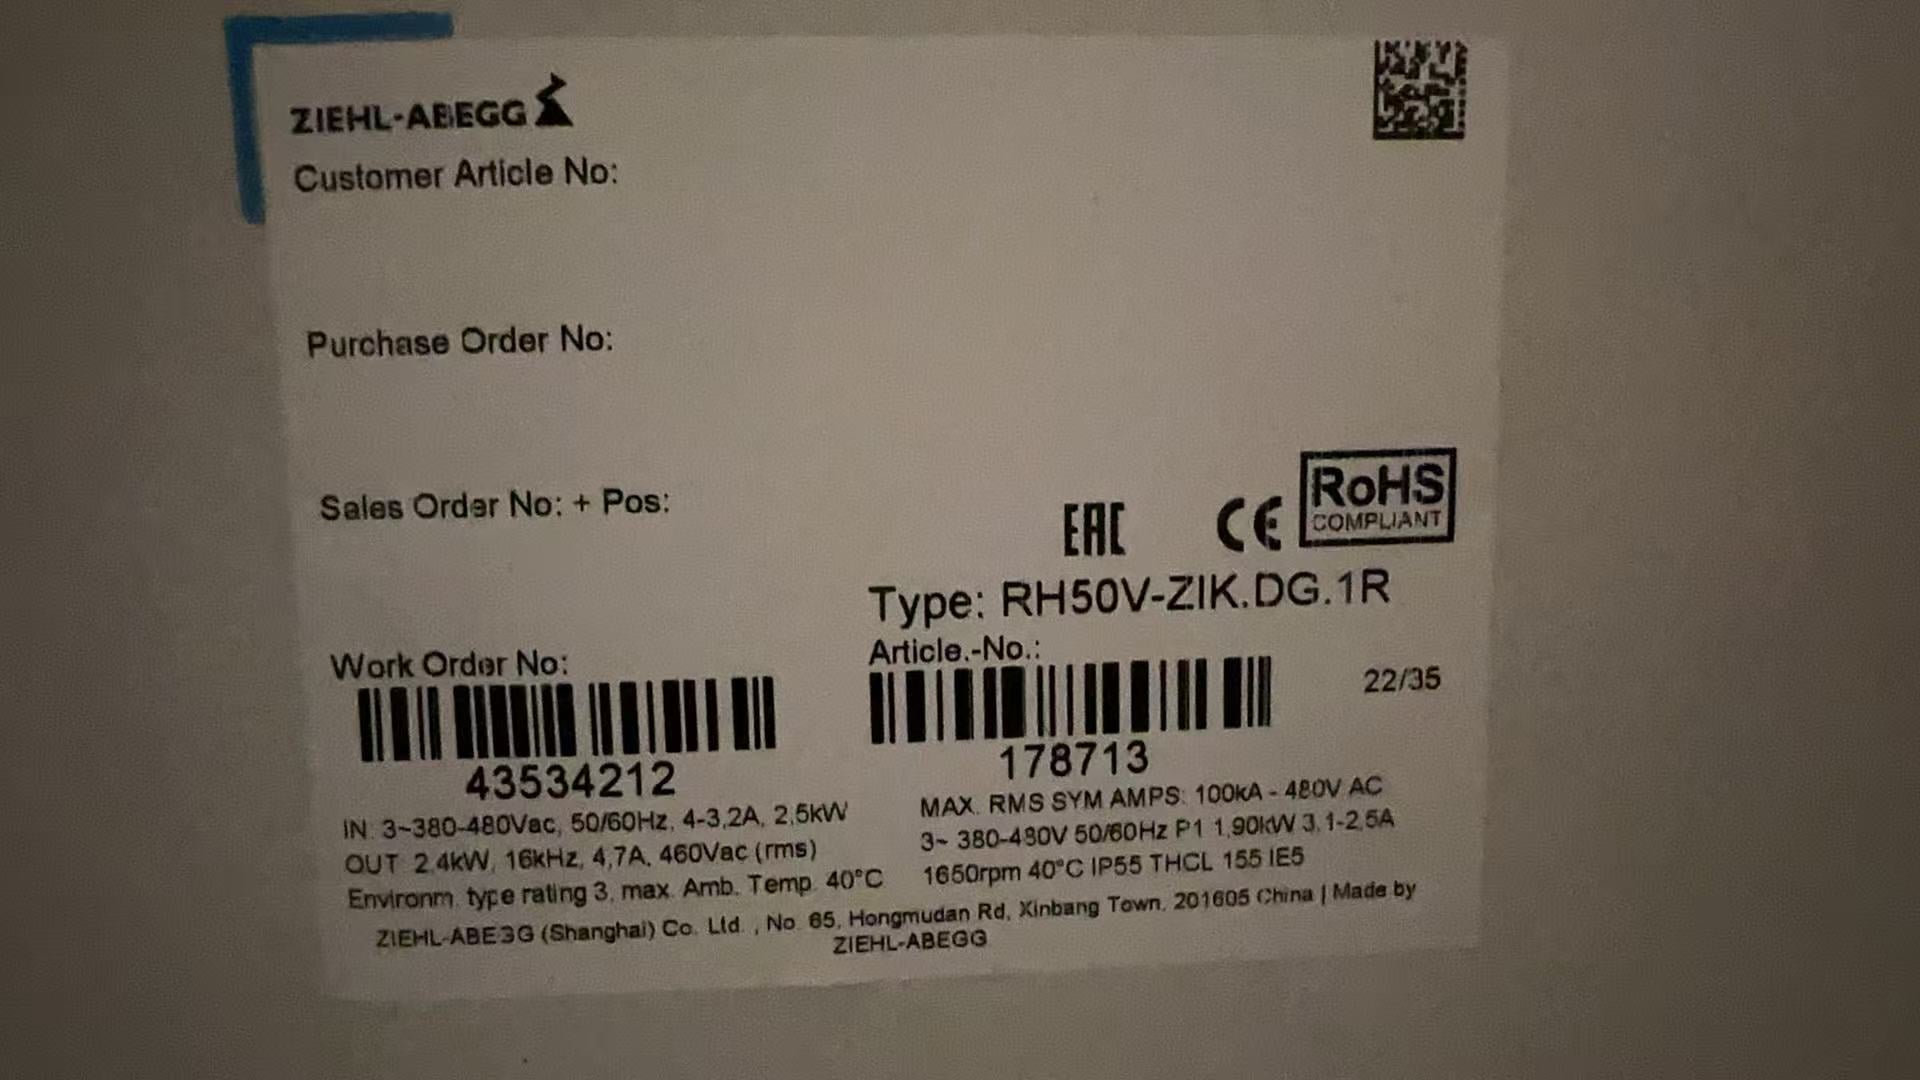 ZIEHL-ABEGG
Customer Article No:
Purchase Order No:
Sales Order No: + Pos:
EAC CE RoHS
COMPLIANT
Type: RH50V-ZIK.DG.1R
Work Order No:
Article.-No.:
22/35
43534212
178713
IN: 3~380-480Vac, 50/60Hz, 4-3,2A, 2,5kW
OUT 2.4kW, 16kHz, 4,7A, 460Vac (rms)
Environm. type rating 3, max. Amb. Temp. 40°C
MAX. RMS SYM AMPS: 100kA - 480V AC
3~ 380-480V 50/60Hz P1 1,90kW 3,1-2,5A
1650rpm 40°C IP55 THCL 155 IE5
ZIEHL-ABEGG (Shanghai) Co. Ltd. , No. 65, Hongmudan Rd, Xinbang Town, 201605 China | Made by
ZIEHL-ABEGG